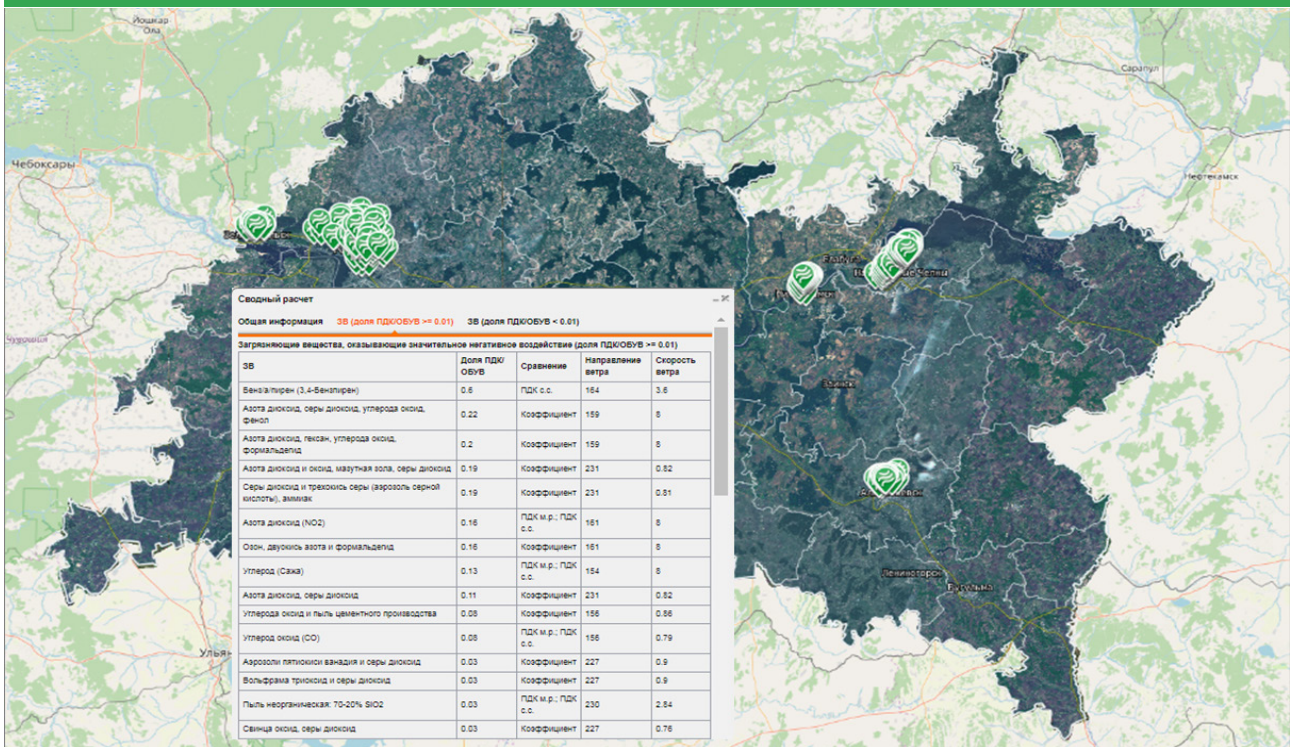 Йошкар
Ола
Сарапул
Чебоксары
Нефтекамск
Елабуга
Заинск
Лениногорск
Бугульма
Сводный расчет
Общая информация ЗВ (доля ПДК/ОБУВ >= 0.01) ЗВ (доля ПДК/ОБУВ < 0.01)
Загрязняющие вещества, оказывающие значительное негативное воздействие (доля ПДК/ОБУВ >= 0.01)
ЗВ Доля ПДК/ Сравнение Направление Скорость
ОБУВ ветра ветра
Бенз/а/пирен (3,4-Бензпирен) 0.6 ПДК с.с. 164 3.6
Азота диоксид, серы диоксид, углерода оксид,
фенол 0.22 Коэффициент 159 8
Азота диоксид, гексан, углерода оксид,
формальдегид 0.2 Коэффициент 159 8
Азота диоксид и оксид, мазутная зола, серы диоксид 0.19 Коэффициент 231 0.82
Серы диоксид и трехокись серы (аэрозоль серной
кислоты), аммиак 0.19 Коэффициент 231 0.81
Азота диоксид (NO2) 0.16 ПДК м.р.; ПДК
с.с. 161 8
Озон, двуокись азота и формальдегид 0.16 Коэффициент 161 8
Углерод (Сажа) 0.13 ПДК м.р.; ПДК
с.с. 154 8
Азота диоксид, серы диоксид 0.11 Коэффициент 231 0.82
Углерода оксид и пыль цементного производства 0.08 Коэффициент 156 0.86
Углерод оксид (CO) 0.08 ПДК м.р.; ПДК
с.с. 156 0.79
Аэрозоли пятиокиси ванадия и серы диоксид 0.03 Коэффициент 227 0.9
Вольфрама триоксид и серы диоксид 0.03 Коэффициент 227 0.9
Пыль неорганическая: 70-20% SiO2 0.03 ПДК м.р.; ПДК
с.с. 230 2.84
Свинца оксид, серы диоксид 0.03 Коэффициент 227 0.76